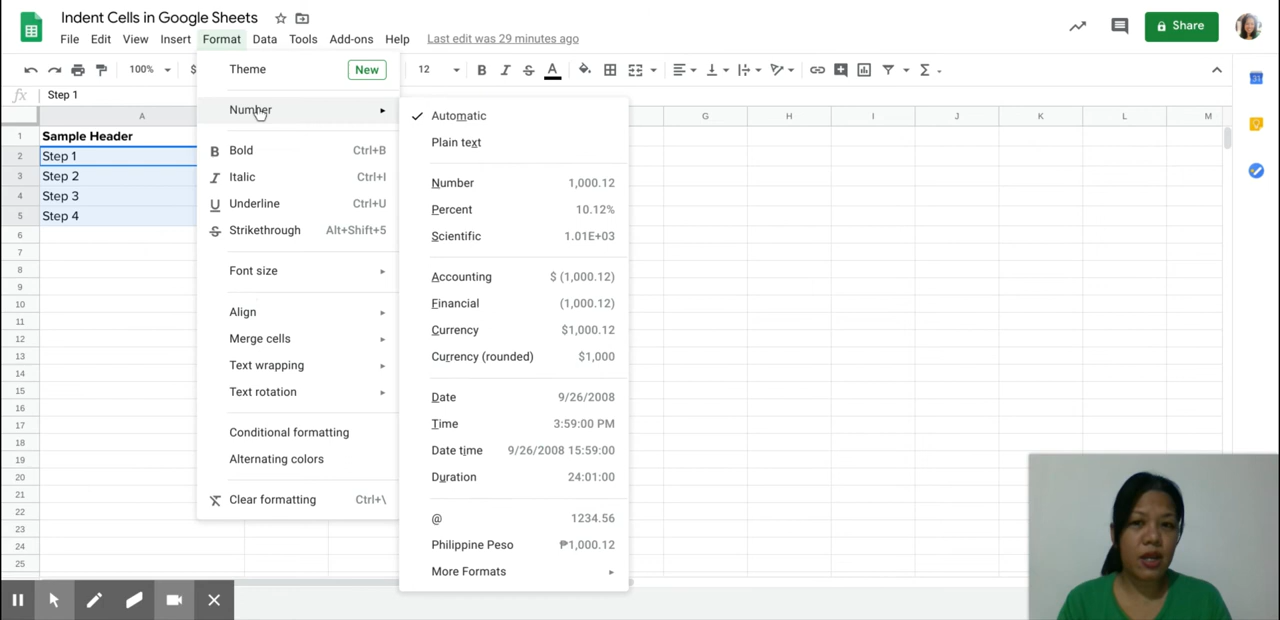 Indent Cells in Google Sheets
File Edit View Insert Format Data Tools Add-ons Help Last edit was 29 minutes ago
Share
100% $ 12 B I S A Σ
fx Step 1
Theme New
Number
Bold Ctrl+B
Italic Ctrl+I
Underline Ctrl+U
Strikethrough Alt+Shift+5
Font size
Align
Merge cells
Text wrapping
Text rotation
Conditional formatting
Alternating colors
Clear formatting Ctrl+\
Automatic
Plain text
Number 1,000.12
Percent 10.12%
Scientific 1.01E+03
Accounting $ (1,000.12)
Financial (1,000.12)
Currency $1,000.12
Currency (rounded) $1,000
Date 9/26/2008
Time 3:59:00 PM
Date time 9/26/2008 15:59:00
Duration 24:01:00
@ 1234.56
Philippine Peso ₱1,000.12
More Formats
A G H I J K L M
1 Sample Header
2 Step 1
3 Step 2
4 Step 3
5 Step 4
6
7
8
9
10
11
12
13
14
15
16
17
18
19
20
21
22
23
24
25